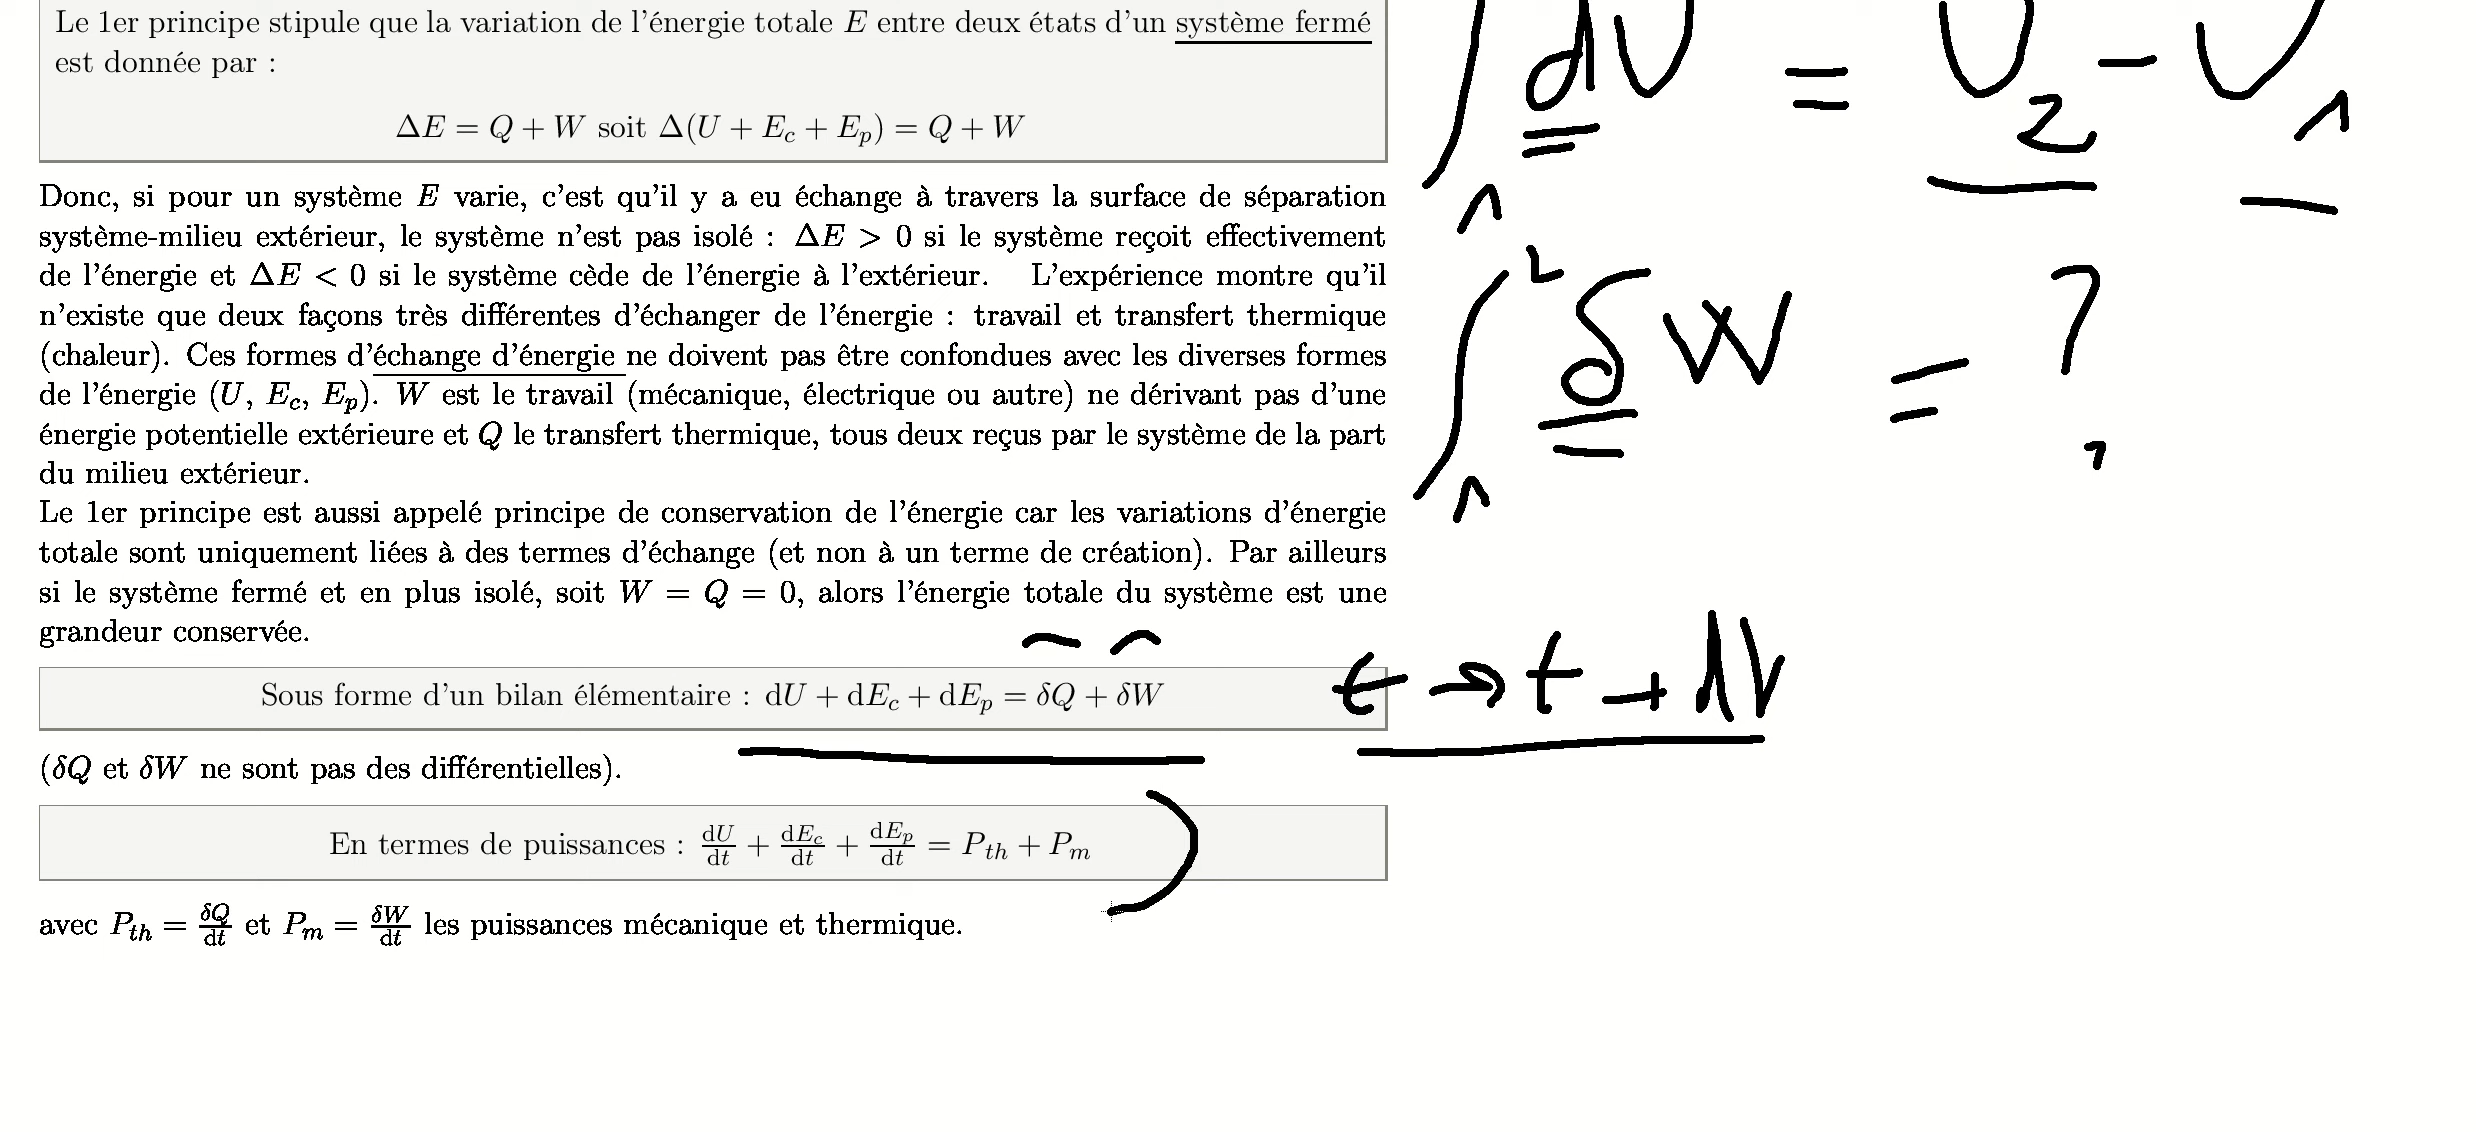 Le 1er principe stipule que la variation de l'énergie totale E entre deux états d'un système fermé
est donnée par :
ΔE = Q + W soit Δ(U + E_c + E_p) = Q + W
Donc, si pour un système E varie, c'est qu'il y a eu échange à travers la surface de séparation
système-milieu extérieur, le système n'est pas isolé : ΔE > 0 si le système reçoit effectivement
de l'énergie et ΔE < 0 si le système cède de l'énergie à l'extérieur. L'expérience montre qu'il
n'existe que deux façons très différentes d'échanger de l'énergie : travail et transfert thermique
(chaleur). Ces formes d'échange d'énergie ne doivent pas être confondues avec les diverses formes
de l'énergie (U, E_c, E_p). W est le travail (mécanique, électrique ou autre) ne dérivant pas d'une
énergie potentielle extérieure et Q le transfert thermique, tous deux reçus par le système de la part
du milieu extérieur.
Le 1er principe est aussi appelé principe de conservation de l'énergie car les variations d'énergie
totale sont uniquement liées à des termes d'échange (et non à un terme de création). Par ailleurs
si le système fermé et en plus isolé, soit W = Q = 0, alors l'énergie totale du système est une
grandeur conservée.
Sous forme d'un bilan élémentaire : dU + dE_c + dE_p = δQ + δW
(δQ et δW ne sont pas des différentielles).
En termes de puissances : dU/dt + dE_c/dt + dE_p/dt = P_th + P_m
avec P_th = δQ/dt et P_m = δW/dt les puissances mécanique et thermique.
∫_1 dU = U_2 - U_1
∫_1^2 δW = ?
t → t + dt